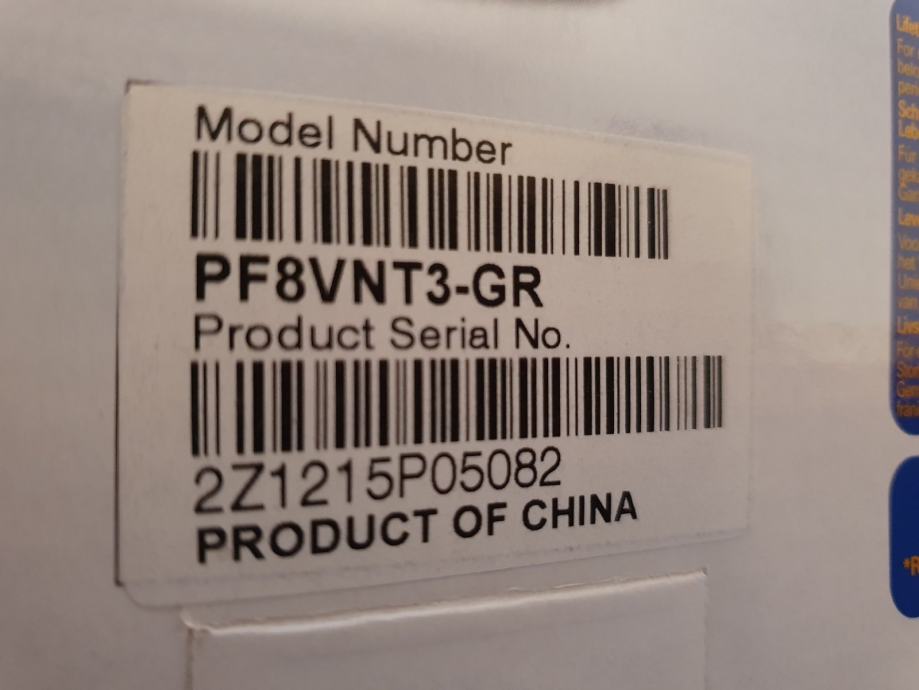 Model Number
PF8VNT3-GR
Product Serial No.
2Z1215P05082
PRODUCT OF CHINA